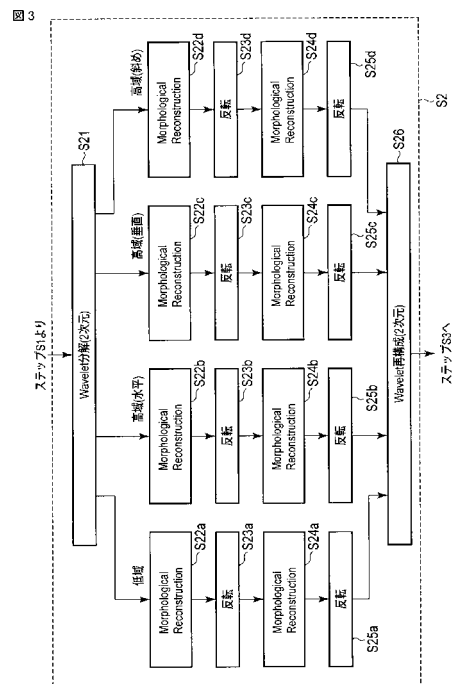 図 3
ステップS1より
Wavelet分解(2次元)
S21
低域
高域(水平)
高域(垂直)
高域(斜め)
Morphological
Reconstruction
S22a
Morphological
Reconstruction
S22b
Morphological
Reconstruction
S22c
Morphological
Reconstruction
S22d
反転
S23a
反転
S23b
反転
S23c
反転
S23d
Morphological
Reconstruction
S24a
Morphological
Reconstruction
S24b
Morphological
Reconstruction
S24c
Morphological
Reconstruction
S24d
反転
S25a
反転
S25b
反転
S25c
反転
S25d
Wavelet再構成(2次元)
S26
S2
ステップS3へ